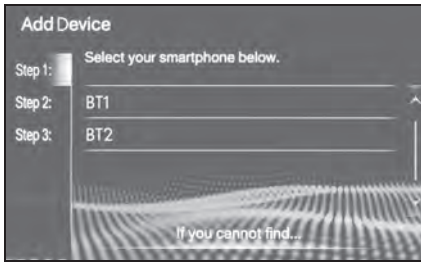 Add Device
Select your smartphone below.
Step 1:
Step 2:
BT1
Step 3:
BT2
If you cannot find...